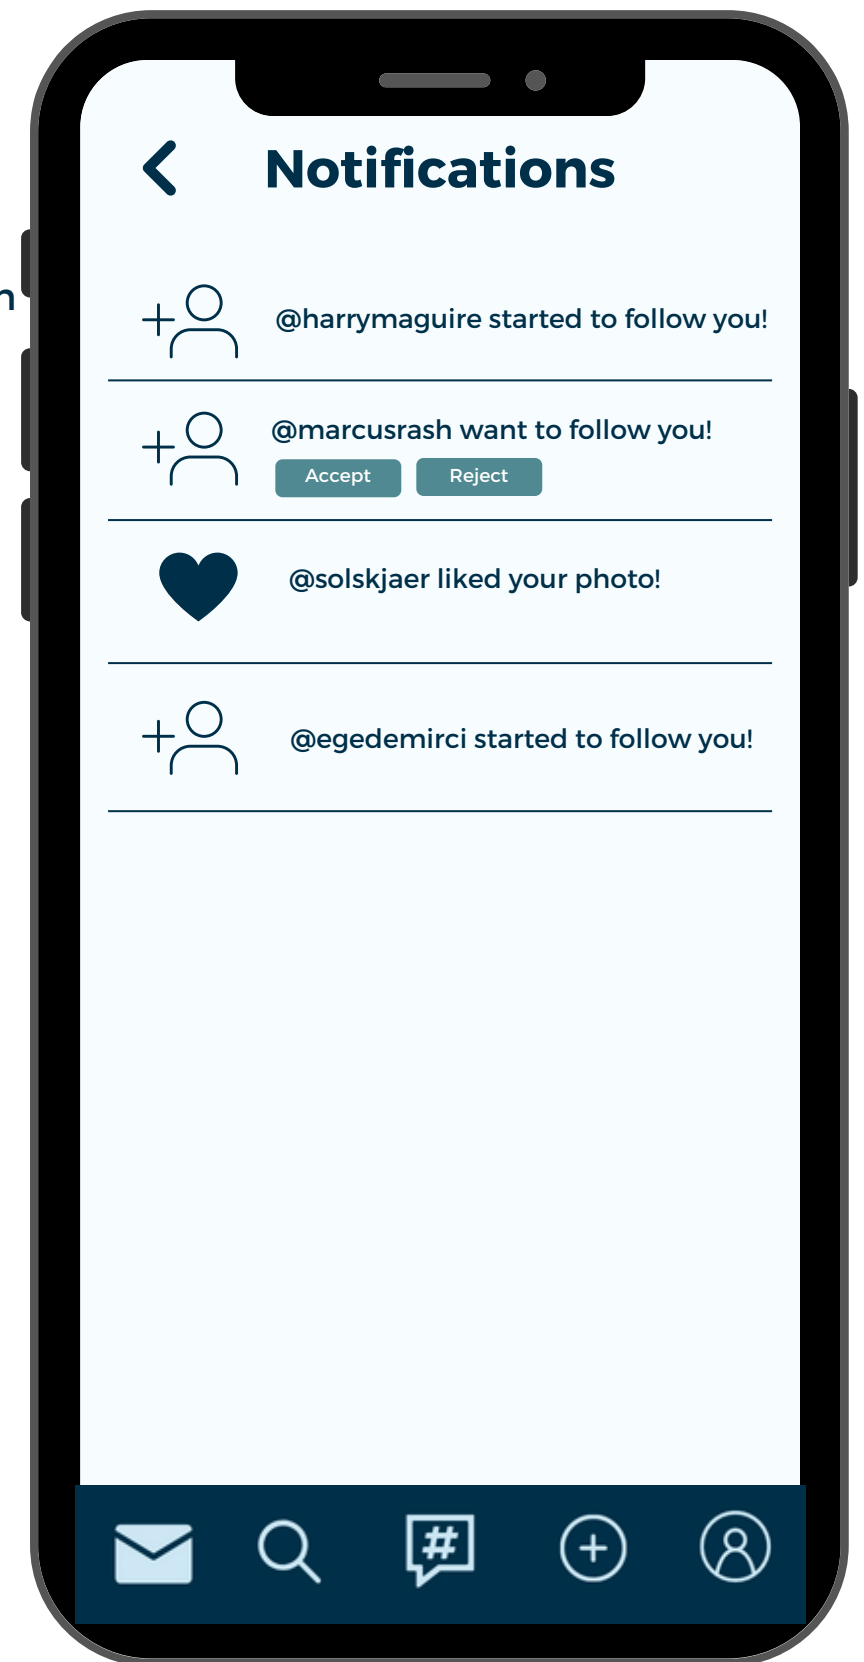 Notifications
@harrymaguire started to follow you!
@marcusrash want to follow you!
Accept Reject
@solskjaer liked your photo!
@egedemirci started to follow you!
#